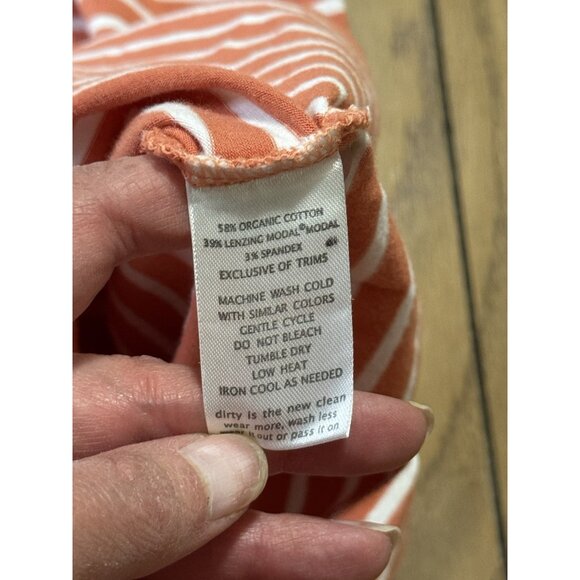 58% ORGANIC COTTON
39% LENZING MODAL®MODAL
3% SPANDEX
EXCLUSIVE OF TRIMS
MACHINE WASH COLD
WITH SIMILAR COLORS
GENTLE CYCLE
DO NOT BLEACH
TUMBLE DRY
LOW HEAT
IRON COOL AS NEEDED
dirty is the new clean
wear more, wash less
it out or pass it on